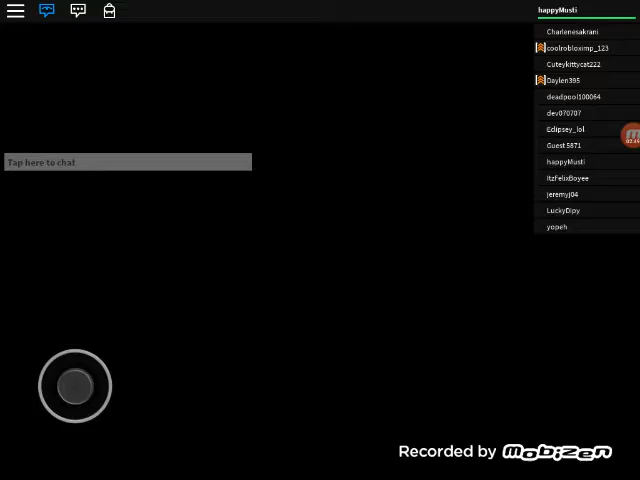 happyMusti
Charlenesakrani
coolrobloximp_123
Cuteykittycat222
Daylen395
deadpool100064
dev070707
Eclipsey_lol
Guest 5871
happyMusti
ItzFelixBoyee
jeremyj04
LuckyDipy
yopeh
Tap here to chat
Recorded by Mobizen